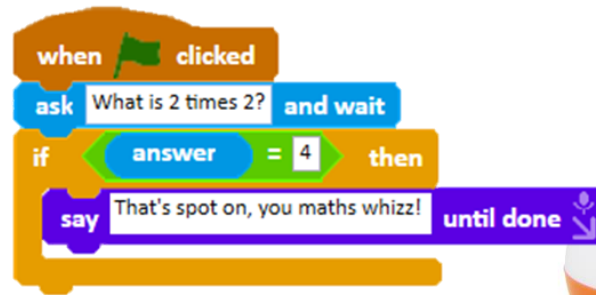 when clicked
ask What is 2 times 2? and wait
if answer = 4 then
say That's spot on, you maths whizz! until done